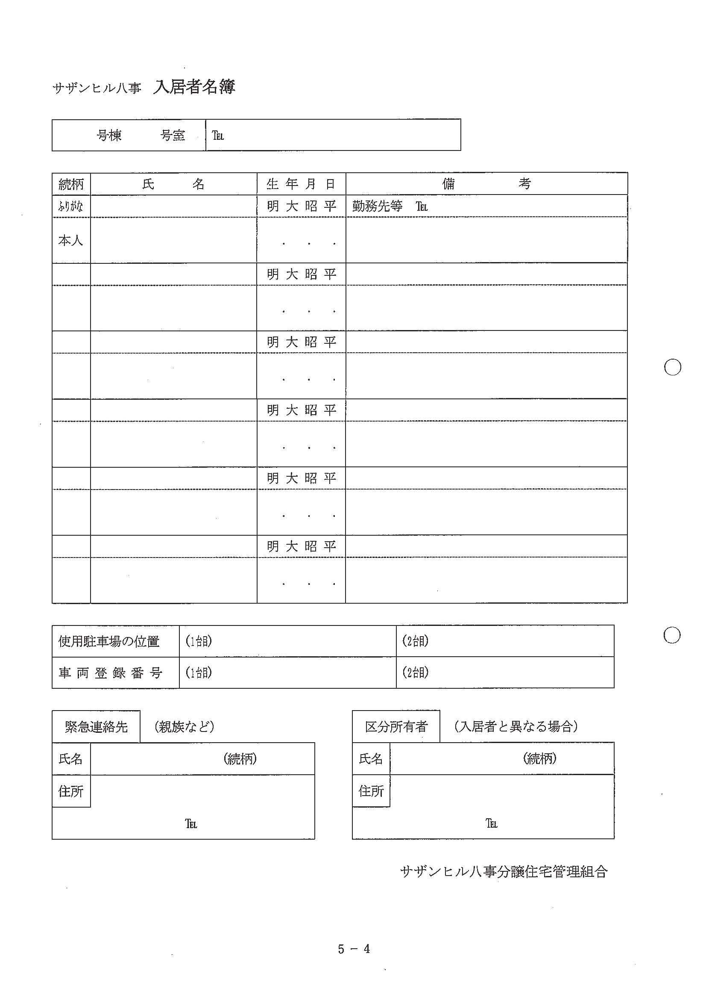 サザンヒル八事 入居者名簿
号棟 号室 ℡
続柄 氏 名 生 年 月 日 備 考
ふりがな 明 大 昭 平 勤務先等 ℡
本人 . . .
明 大 昭 平
. . .
明 大 昭 平
. . .
明 大 昭 平
. . .
明 大 昭 平
. . .
明 大 昭 平
. . .
使用駐車場の位置 (1台目) (2台目)
車 両 登 録 番 号 (1台目) (2台目)
緊急連絡先 (親族など) 区分所有者 (入居者と異なる場合)
氏名 (続柄) 氏名 (続柄)
住所 住所
℡ ℡
サザンヒル八事分譲住宅管理組合
5 - 4